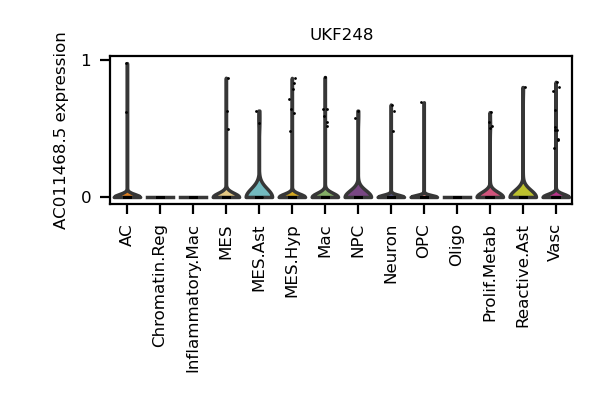 UKF248
AC011468.5 expression
1
0
AC
Chromatin.Reg
Inflammatory.Mac
MES
MES.Ast
MES.Hyp
Mac
NPC
Neuron
OPC
Oligo
Prolif.Metab
Reactive.Ast
Vasc